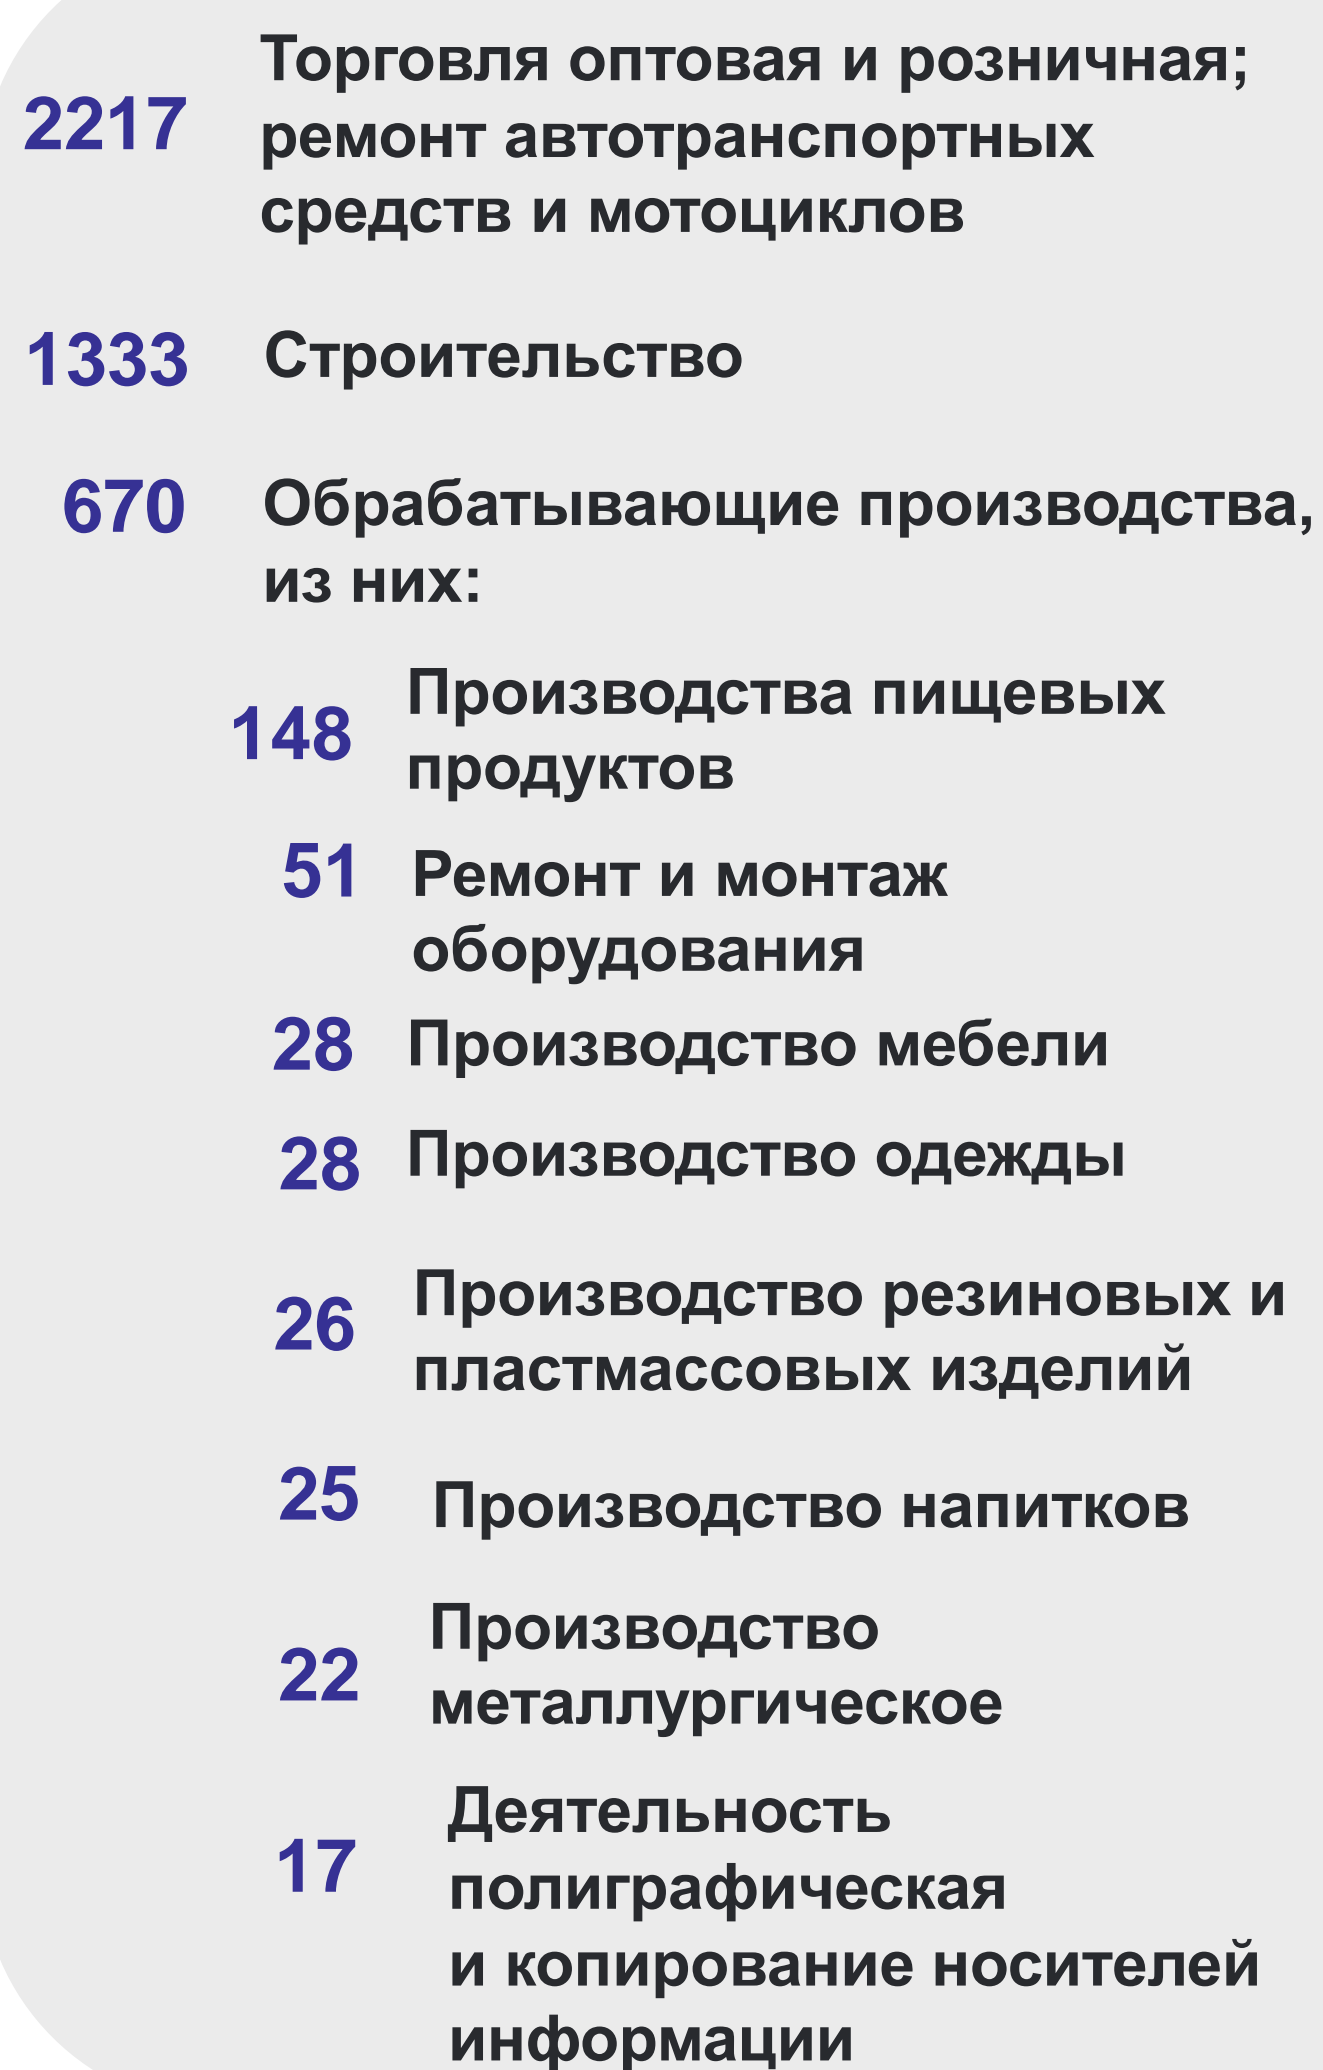 2217
Торговля оптовая и розничная;
ремонт автотранспортных
средств и мотоциклов
1333 Строительство
670 Обрабатывающие производства,
из них:
148
Производства пищевых
продуктов
51 Ремонт и монтаж
оборудования
28 Производство мебели
28 Производство одежды
26
Производство резиновых и
пластмассовых изделий
25 Производство напитков
22
Производство
металлургическое
17
Деятельность
полиграфическая
и копирование носителей
информации